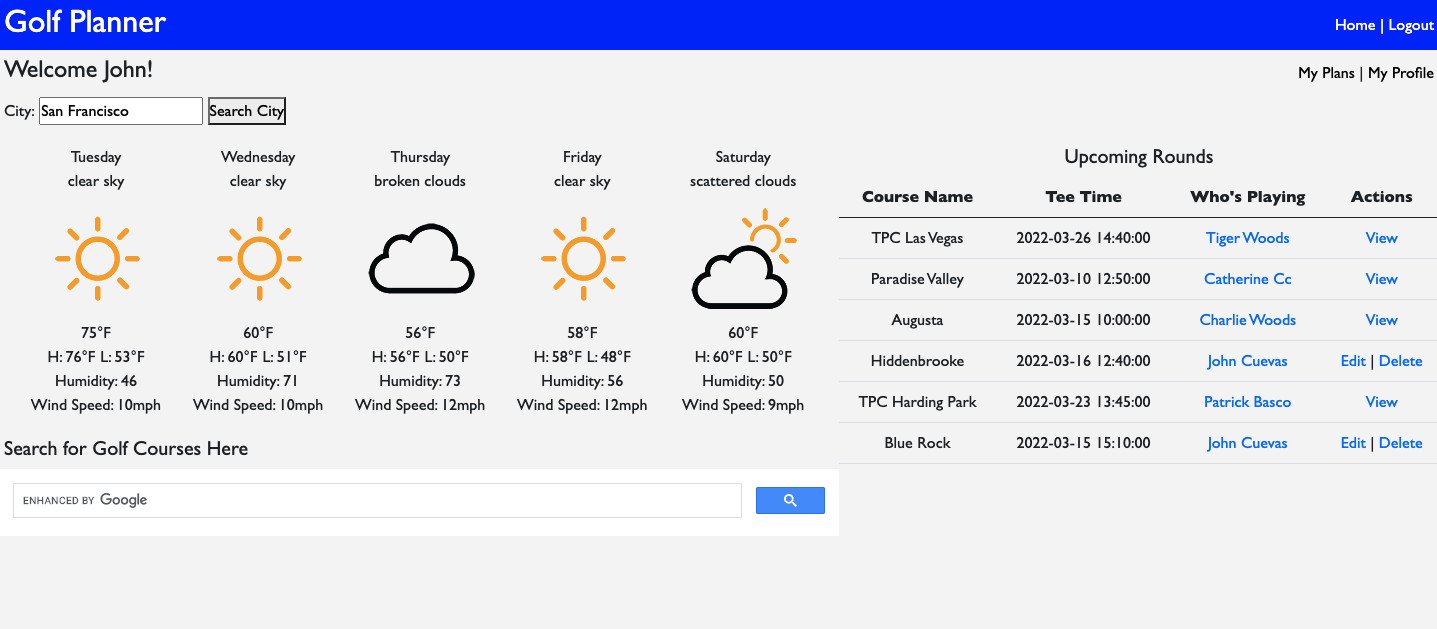 Golf Planner
Home | Logout
Welcome John!
My Plans | My Profile
City: San Francisco Search City
Tuesday
clear sky
75°F
H: 76°F L: 53°F
Humidity: 46
Wind Speed: 10mph
Wednesday
clear sky
60°F
H: 60°F L: 51°F
Humidity: 71
Wind Speed: 10mph
Thursday
broken clouds
56°F
H: 56°F L: 50°F
Humidity: 73
Wind Speed: 12mph
Friday
clear sky
58°F
H: 58°F L: 48°F
Humidity: 56
Wind Speed: 12mph
Saturday
scattered clouds
60°F
H: 60°F L: 50°F
Humidity: 50
Wind Speed: 9mph
Search for Golf Courses Here
ENHANCED BY Google
Upcoming Rounds
Course Name Tee Time Who's Playing Actions
TPC Las Vegas 2022-03-26 14:40:00 Tiger Woods View
Paradise Valley 2022-03-10 12:50:00 Catherine Cc View
Augusta 2022-03-15 10:00:00 Charlie Woods View
Hiddenbrooke 2022-03-16 12:40:00 John Cuevas Edit | Delete
TPC Harding Park 2022-03-23 13:45:00 Patrick Basco View
Blue Rock 2022-03-15 15:10:00 John Cuevas Edit | Delete